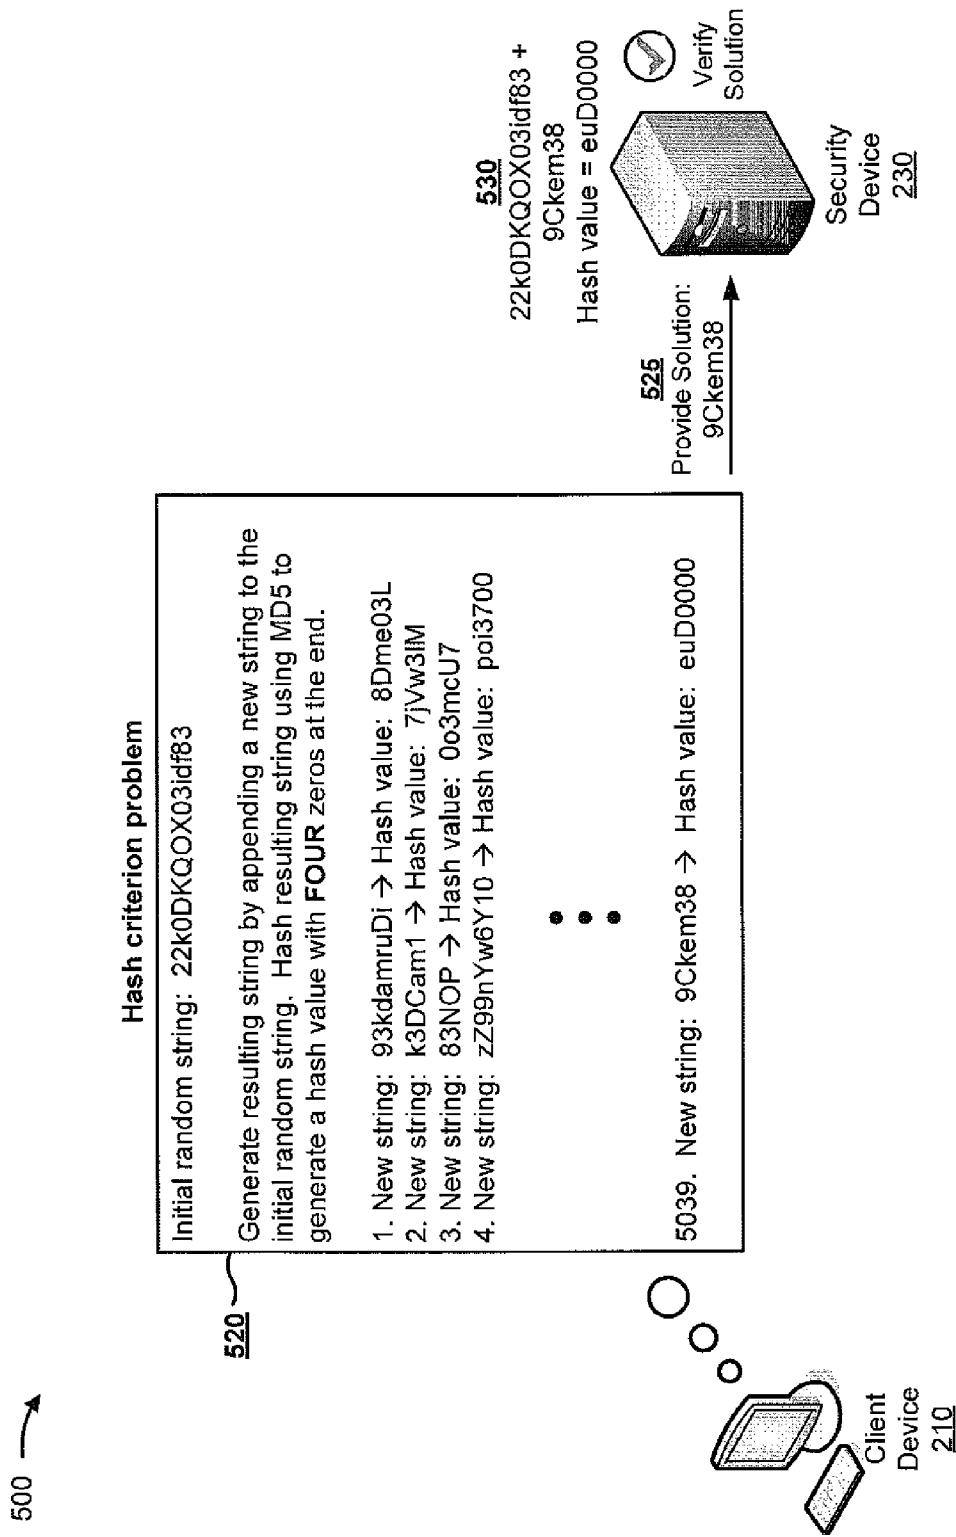 500
Hash criterion problem
520
Initial random string: 22k0DKQOX03idf83
Generate resulting string by appending a new string to the
initial random string. Hash resulting string using MD5 to
generate a hash value with FOUR zeros at the end.
1. New string: 93kdamruDi → Hash value: 8Dme03L
2. New string: k3DCam1 → Hash value: 7jVw3lM
3. New string: 83NOP → Hash value: 0o3mcU7
4. New string: zZ99nYw6Y10 → Hash value: poi3700
5039. New string: 9Ckem38 → Hash value: euD0000
Client
Device
210
525
Provide Solution:
9Ckem38
530
22k0DKQOX03idf83 +
9Ckem38
Hash value = euD0000
Verify
Solution
Security
Device
230